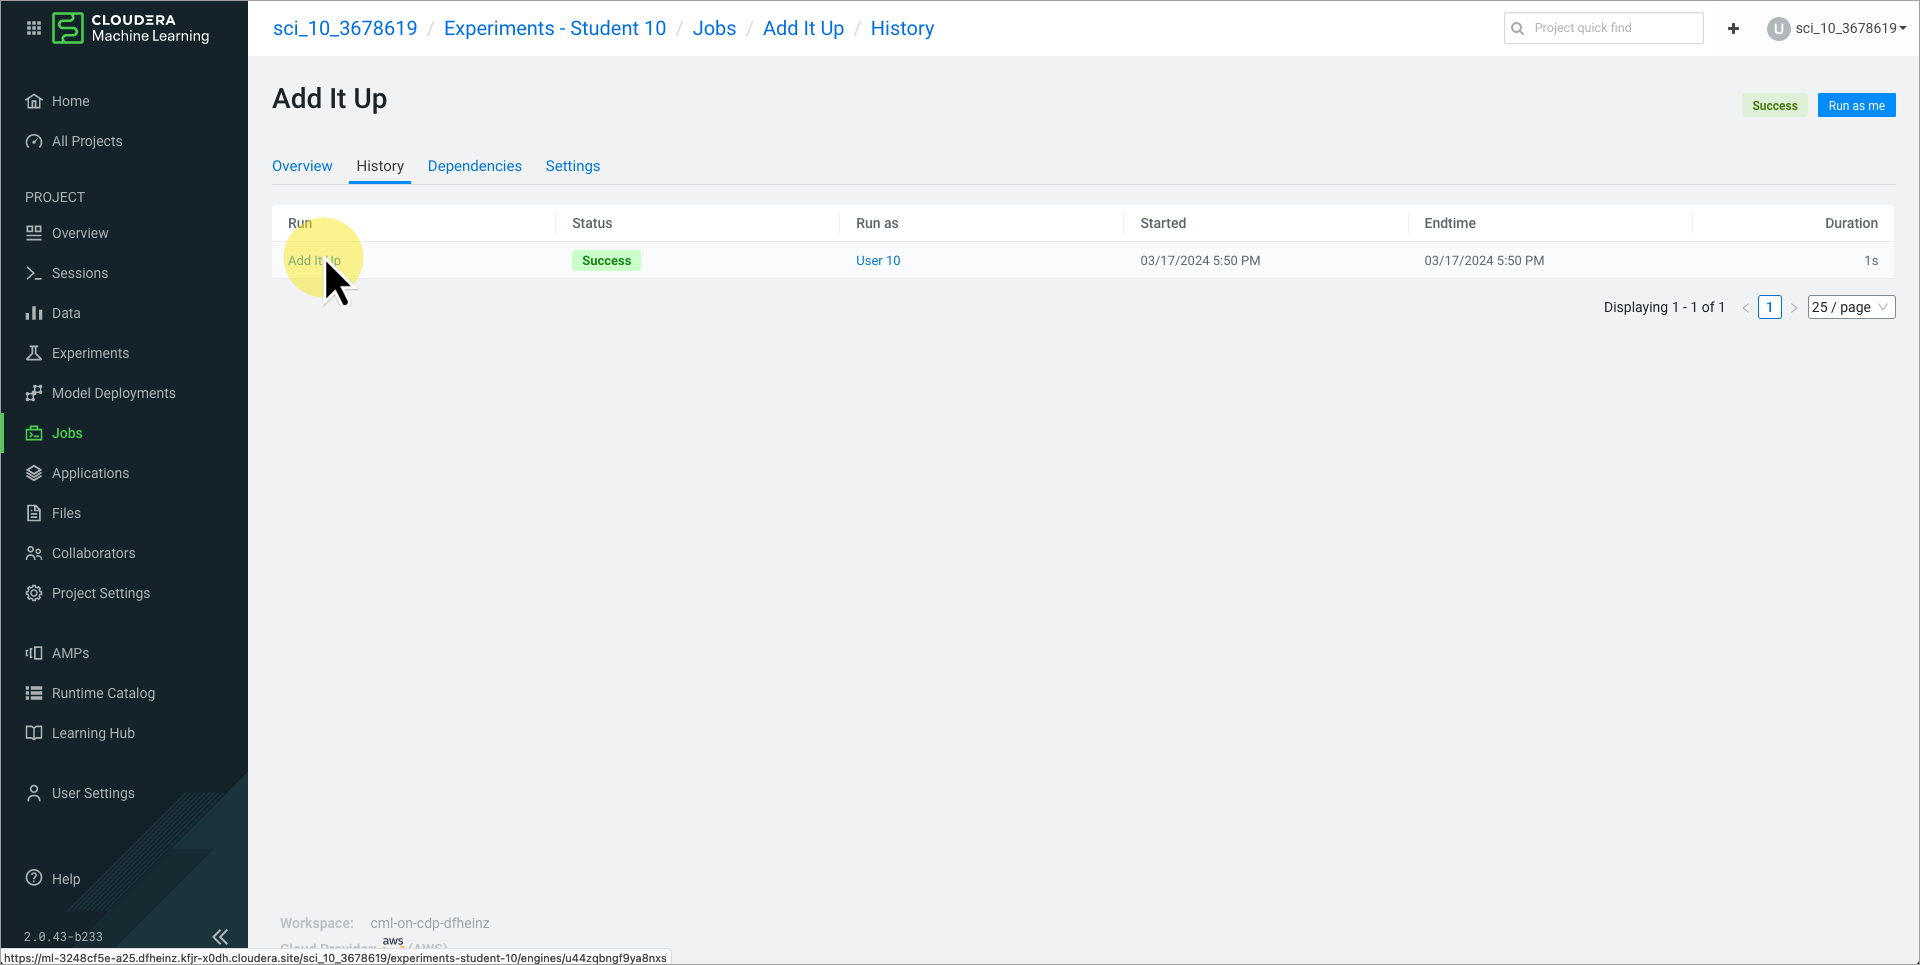 CLOUDERA
Machine Learning
sci_10_3678619 / Experiments - Student 10 / Jobs / Add It Up / History
Project quick find
U sci_10_3678619
Home
All Projects
PROJECT
Overview
Sessions
Data
Experiments
Model Deployments
Jobs
Applications
Files
Collaborators
Project Settings
AMPs
Runtime Catalog
Learning Hub
User Settings
Help
2.0.43-b233
Add It Up
Success Run as me
Overview History Dependencies Settings
Run Status Run as Started Endtime Duration
Add It Up Success User 10 03/17/2024 5:50 PM 03/17/2024 5:50 PM 1s
Displaying 1 - 1 of 1 < 1 > 25 / page
Workspace: cml-on-cdp-dfheinz
Cloud Provider: aws (AWS)
https://ml-3248cf5e-a25.dfheinz.kfjr-x0dh.cloudera.site/sci_10_3678619/experiments-student-10/engines/u44zqbngf9ya8nxs